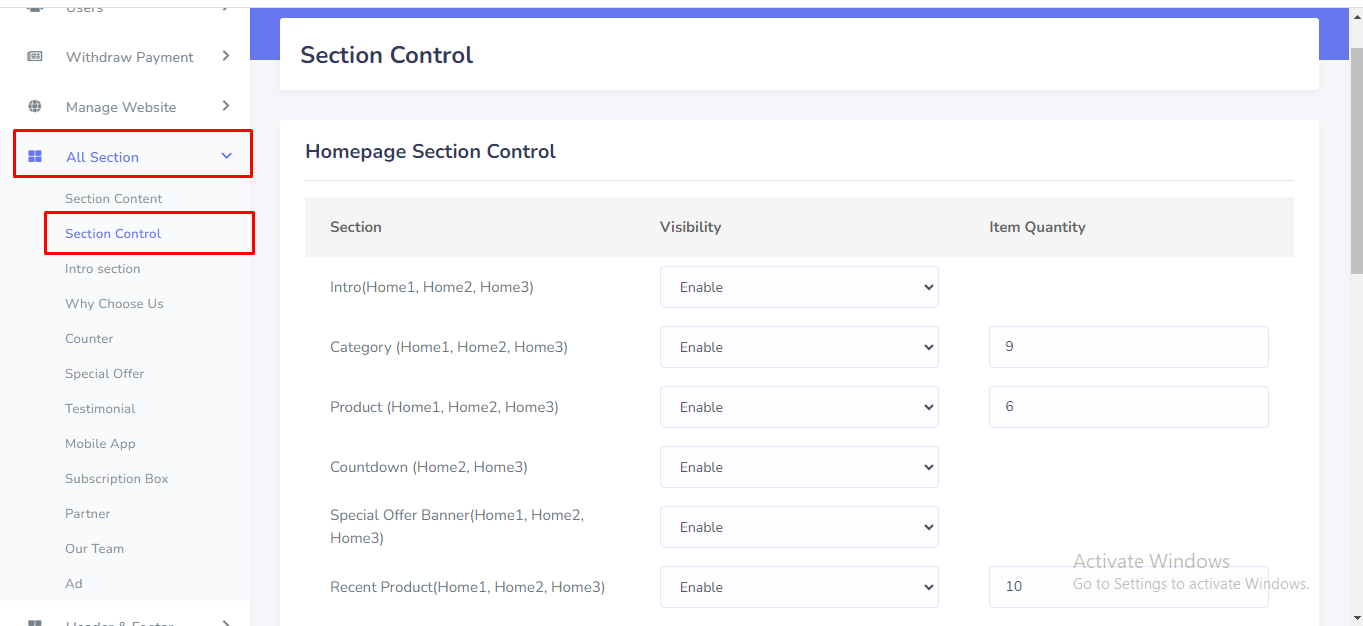 Users
Withdraw Payment
Manage Website
All Section
Section Content
Section Control
Intro section
Why Choose Us
Counter
Special Offer
Testimonial
Mobile App
Subscription Box
Partner
Our Team
Ad
Header & Footer
Section Control
Homepage Section Control
Section Visibility Item Quantity
Intro(Home1, Home2, Home3) Enable
Category (Home1, Home2, Home3) Enable 9
Product (Home1, Home2, Home3) Enable 6
Countdown (Home2, Home3) Enable
Special Offer Banner(Home1, Home2,
Home3) Enable
Recent Product(Home1, Home2, Home3) Enable 10
Activate Windows
Go to Settings to activate Windows.